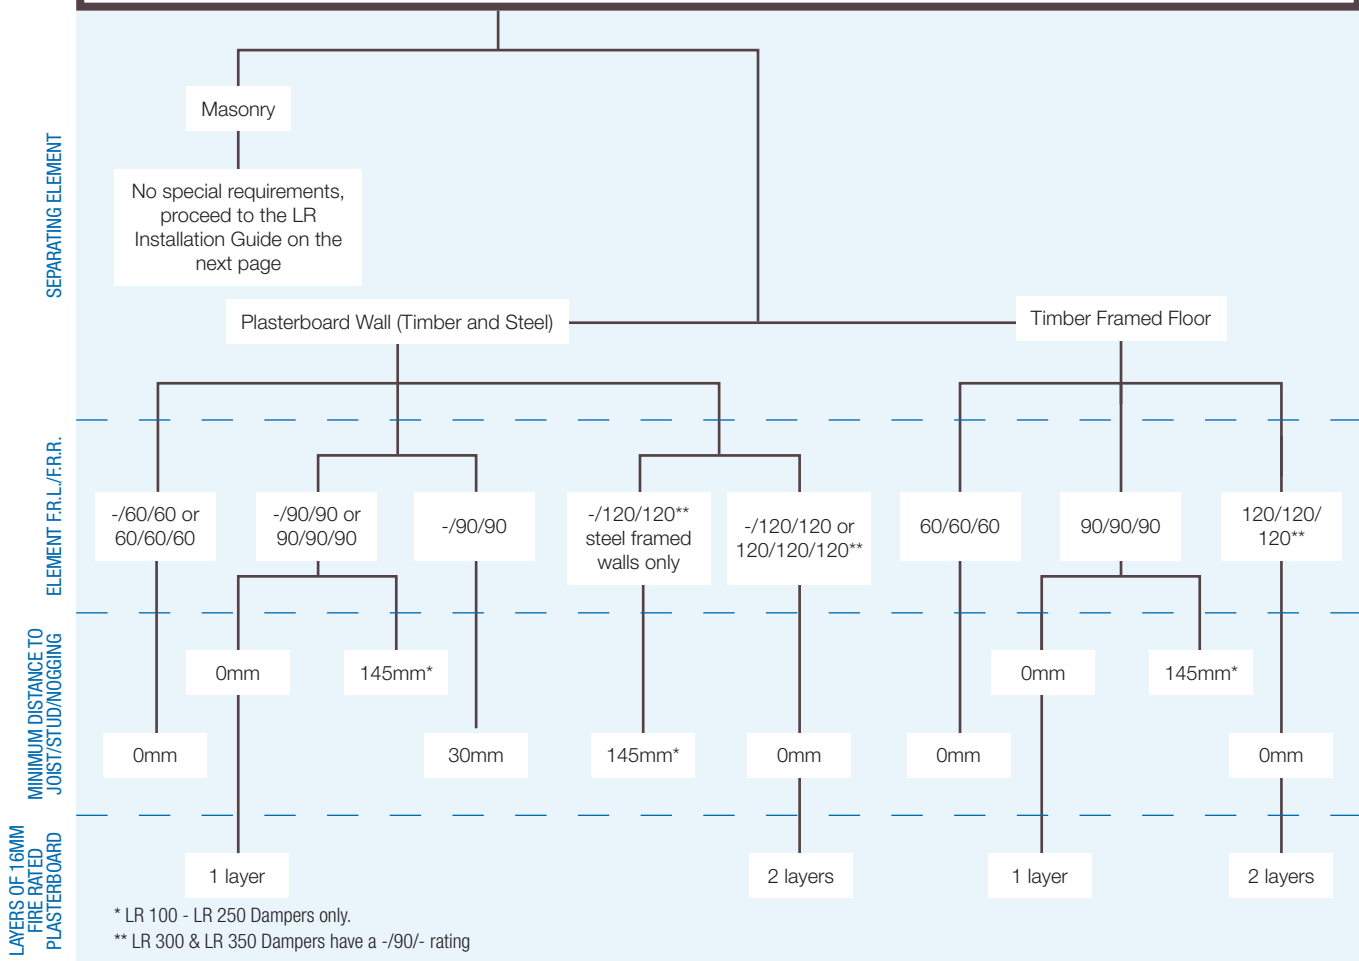 SEPARATING ELEMENT
Masonry
No special requirements,
proceed to the LR
Installation Guide on the
next page
Plasterboard Wall (Timber and Steel)
Timber Framed Floor
ELEMENT F.R.L./F.R.R.
-/60/60 or
60/60/60
-/90/90 or
90/90/90
-/90/90
-/120/120**
steel framed
walls only
-/120/120 or
120/120/120**
60/60/60
90/90/90
120/120/
120**
MINIMUM DISTANCE TO
JOIST/STUD/NOGGING
0mm
145mm*
0mm
145mm*
0mm
30mm
145mm*
0mm
0mm
0mm
LAYERS OF 16MM
FIRE RATED
PLASTERBOARD
1 layer
2 layers
1 layer
2 layers
* LR 100 - LR 250 Dampers only.
** LR 300 & LR 350 Dampers have a -/90/- rating